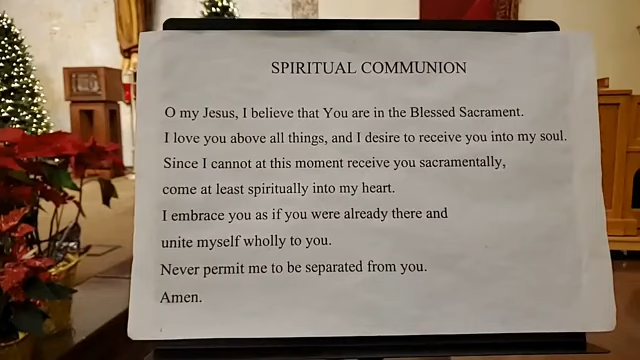 SPIRITUAL COMMUNION
O my Jesus, I believe that You are in the Blessed Sacrament.
I love you above all things, and I desire to receive you into my soul.
Since I cannot at this moment receive you sacramentally,
come at least spiritually into my heart.
I embrace you as if you were already there and
unite myself wholly to you.
Never permit me to be separated from you.
Amen.